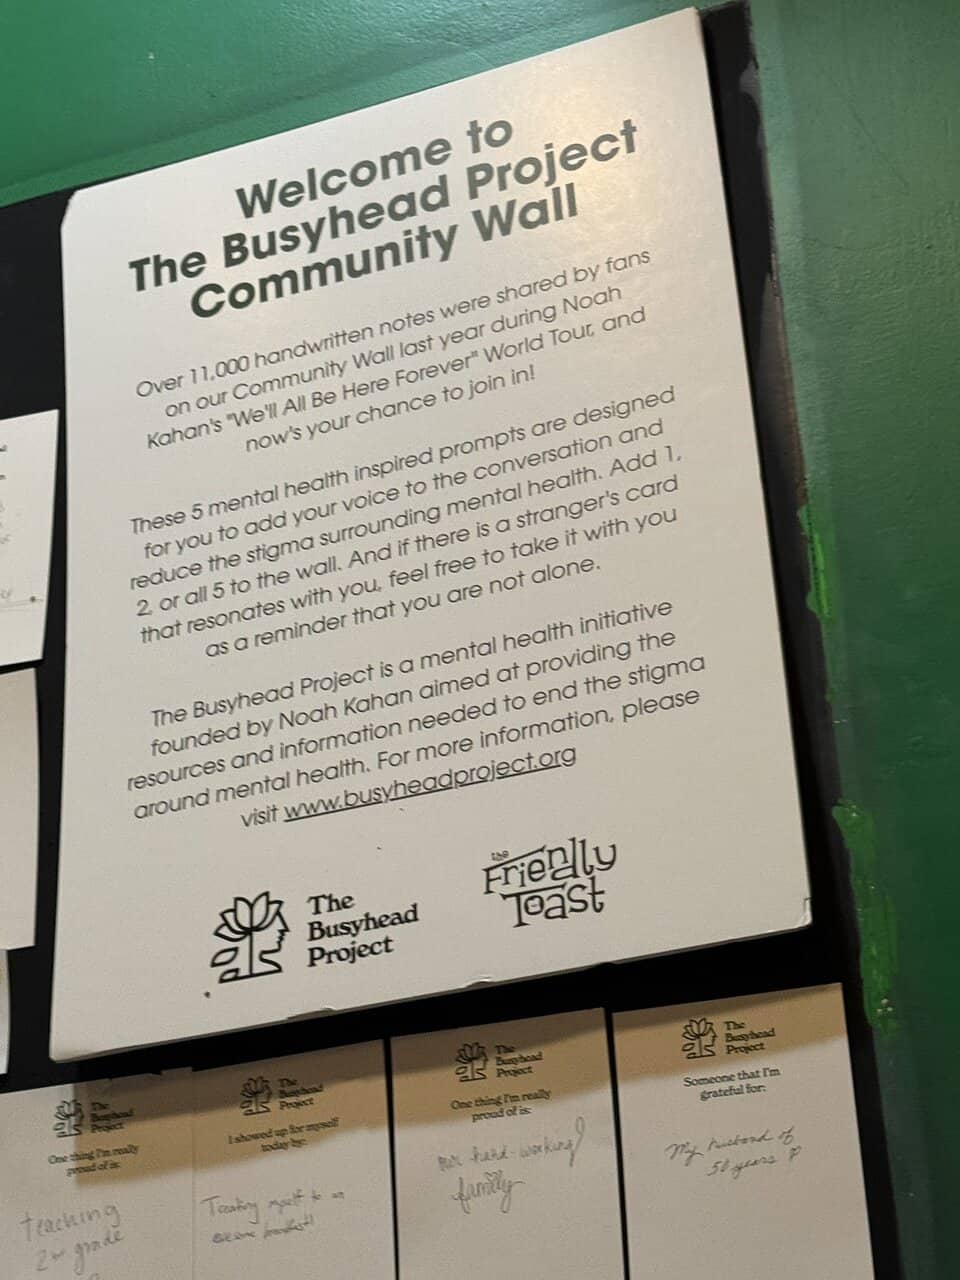 Welcome to
The Busyhead Project
Community Wall
Over 11,000 handwritten notes were shared by fans
on our Community Wall last year during Noah
Kahan's "We'll All Be Here Forever" World Tour, and
now's your chance to join in!
These 5 mental health inspired prompts are designed
for you to add your voice to the conversation and
reduce the stigma surrounding mental health. Add 1,
2, or all 5 to the wall. And if there is a stranger's card
that resonates with you, feel free to take it with you
as a reminder that you are not alone.
The Busyhead Project is a mental health initiative
founded by Noah Kahan aimed at providing the
resources and information needed to end the stigma
around mental health. For more information, please
visit www.busyheadproject.org
The
Busyhead
Project
the
Friendly
Toast
The
Busyhead
Project
One thing I'm really
proud of is:
teaching
2nd grade
The
Busyhead
Project
I showed up for myself
today by:
Treating myself to an
awesome breakfast!
The
Busyhead
Project
One thing I'm really
proud of is:
our hard-working
family
The
Busyhead
Project
Someone that I'm
grateful for:
My husband of
50 years